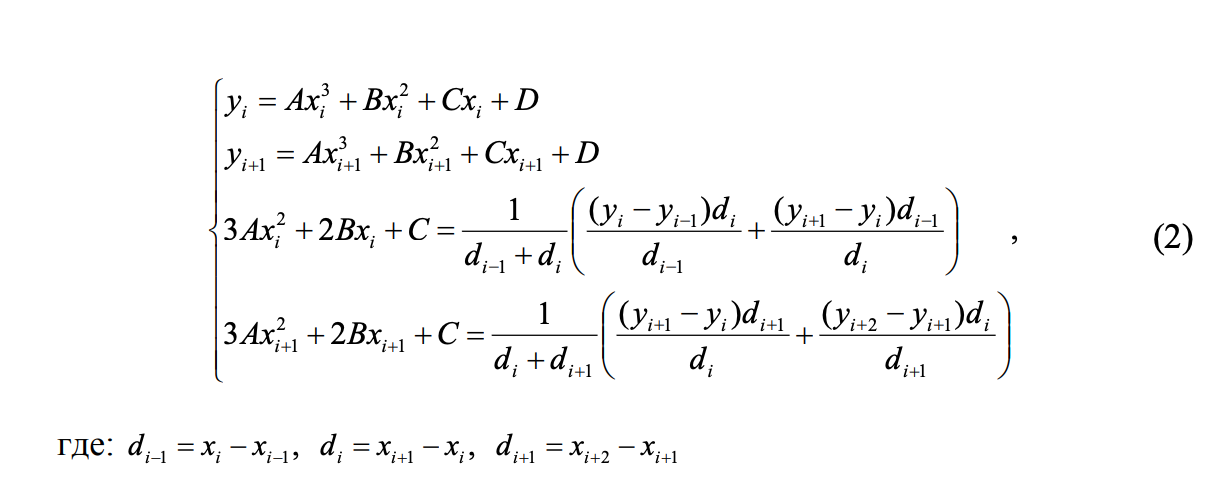 y_i = Ax_i^3 + Bx_i^2 + Cx_i + D
y_{i+1} = Ax_{i+1}^3 + Bx_{i+1}^2 + Cx_{i+1} + D
3Ax_i^2 + 2Bx_i + C = \frac{1}{d_{i-1} + d_i} \left( \frac{(y_i - y_{i-1})d_i}{d_{i-1}} + \frac{(y_{i+1} - y_i)d_{i-1}}{d_i} \right) , (2)
3Ax_{i+1}^2 + 2Bx_{i+1} + C = \frac{1}{d_i + d_{i+1}} \left( \frac{(y_{i+1} - y_i)d_{i+1}}{d_i} + \frac{(y_{i+2} - y_{i+1})d_i}{d_{i+1}} \right)
где: d_{i-1} = x_i - x_{i-1}, d_i = x_{i+1} - x_i, d_{i+1} = x_{i+2} - x_{i+1}